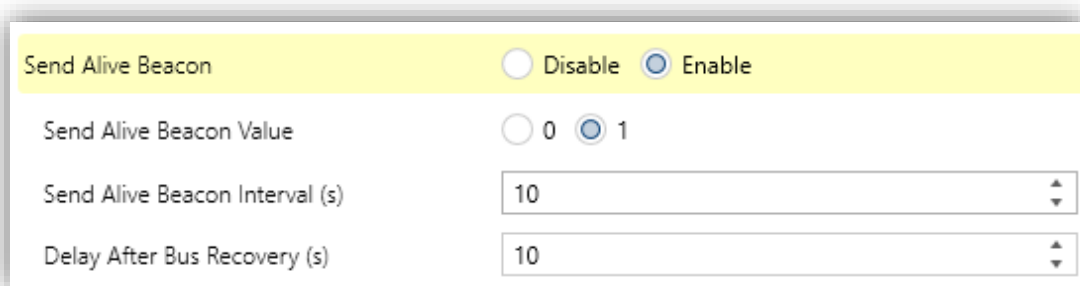 Send Alive Beacon Disable Enable
Send Alive Beacon Value 0 1
Send Alive Beacon Interval (s) 10
Delay After Bus Recovery (s) 10